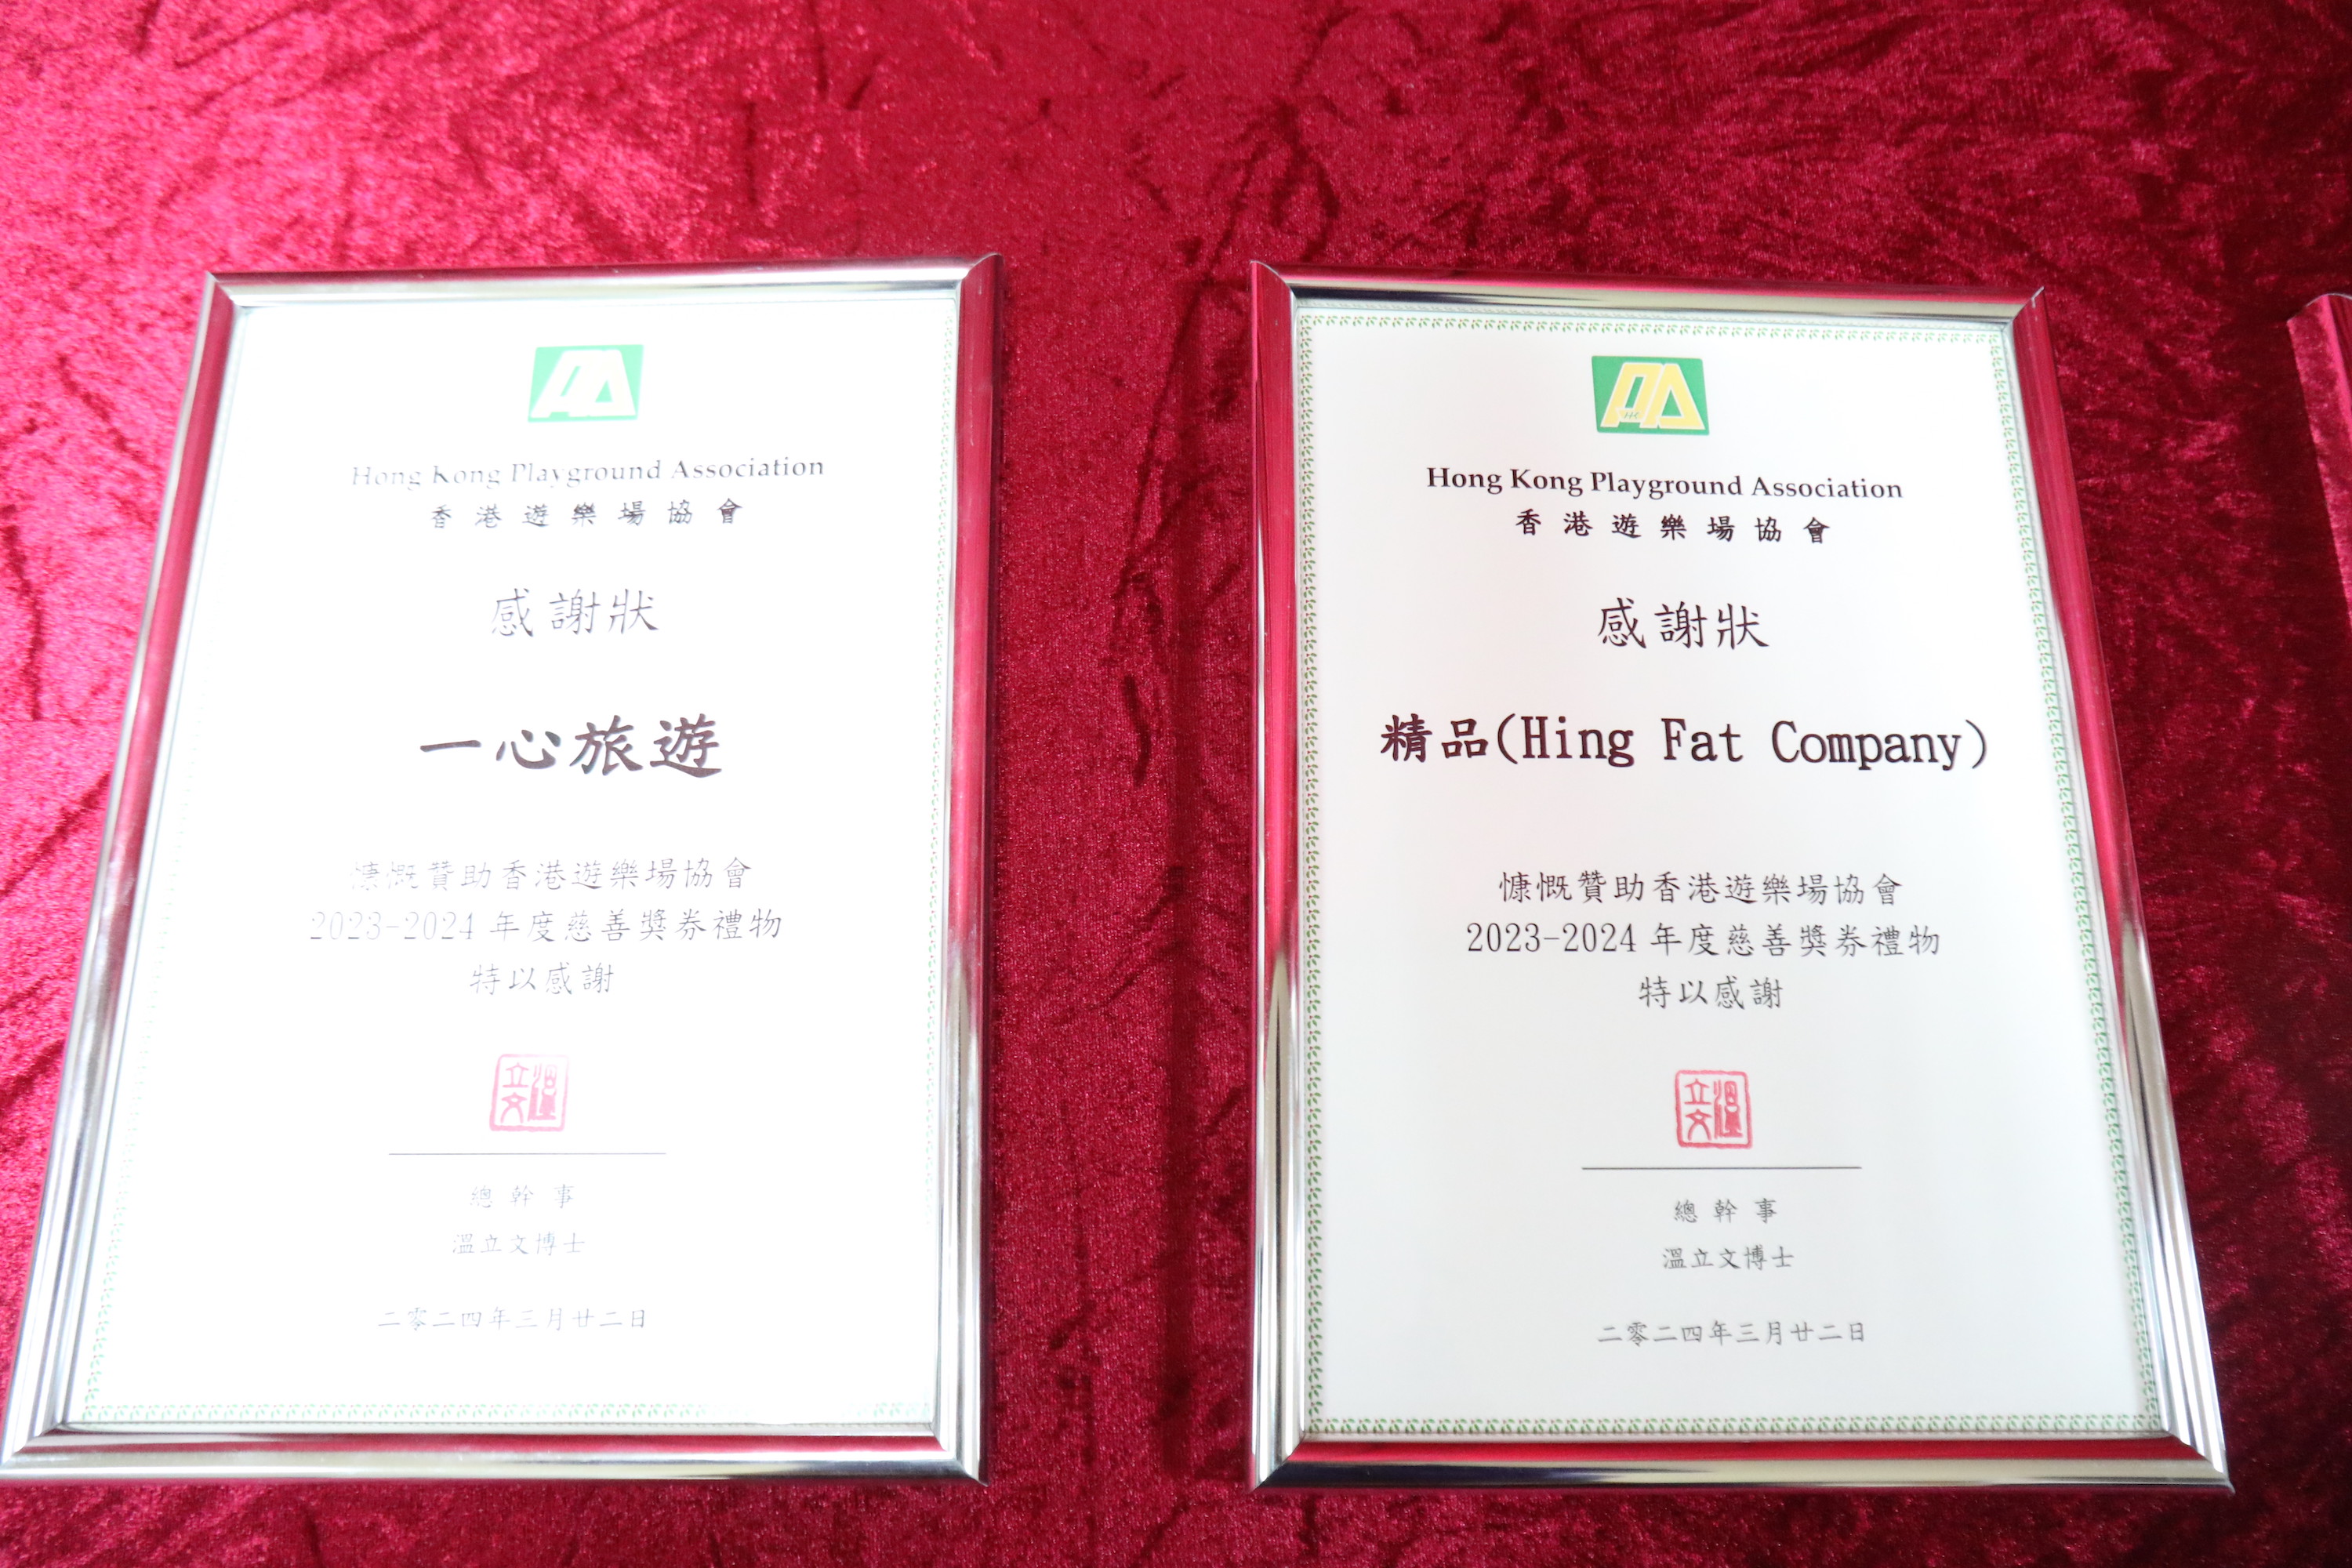 Hong Kong Playground Association
香港遊樂場協會
感謝狀
一心旅遊
慷慨贊助香港遊樂場協會
2023-2024 年度慈善獎券禮物
特以感謝
溫立文
總幹事
溫立文博士
二零二四年三月廿二日
Hong Kong Playground Association
香港遊樂場協會
感謝狀
精品(Hing Fat Company)
慷慨贊助香港遊樂場協會
2023-2024 年度慈善獎券禮物
特以感謝
溫立文
總幹事
溫立文博士
二零二四年三月廿二日